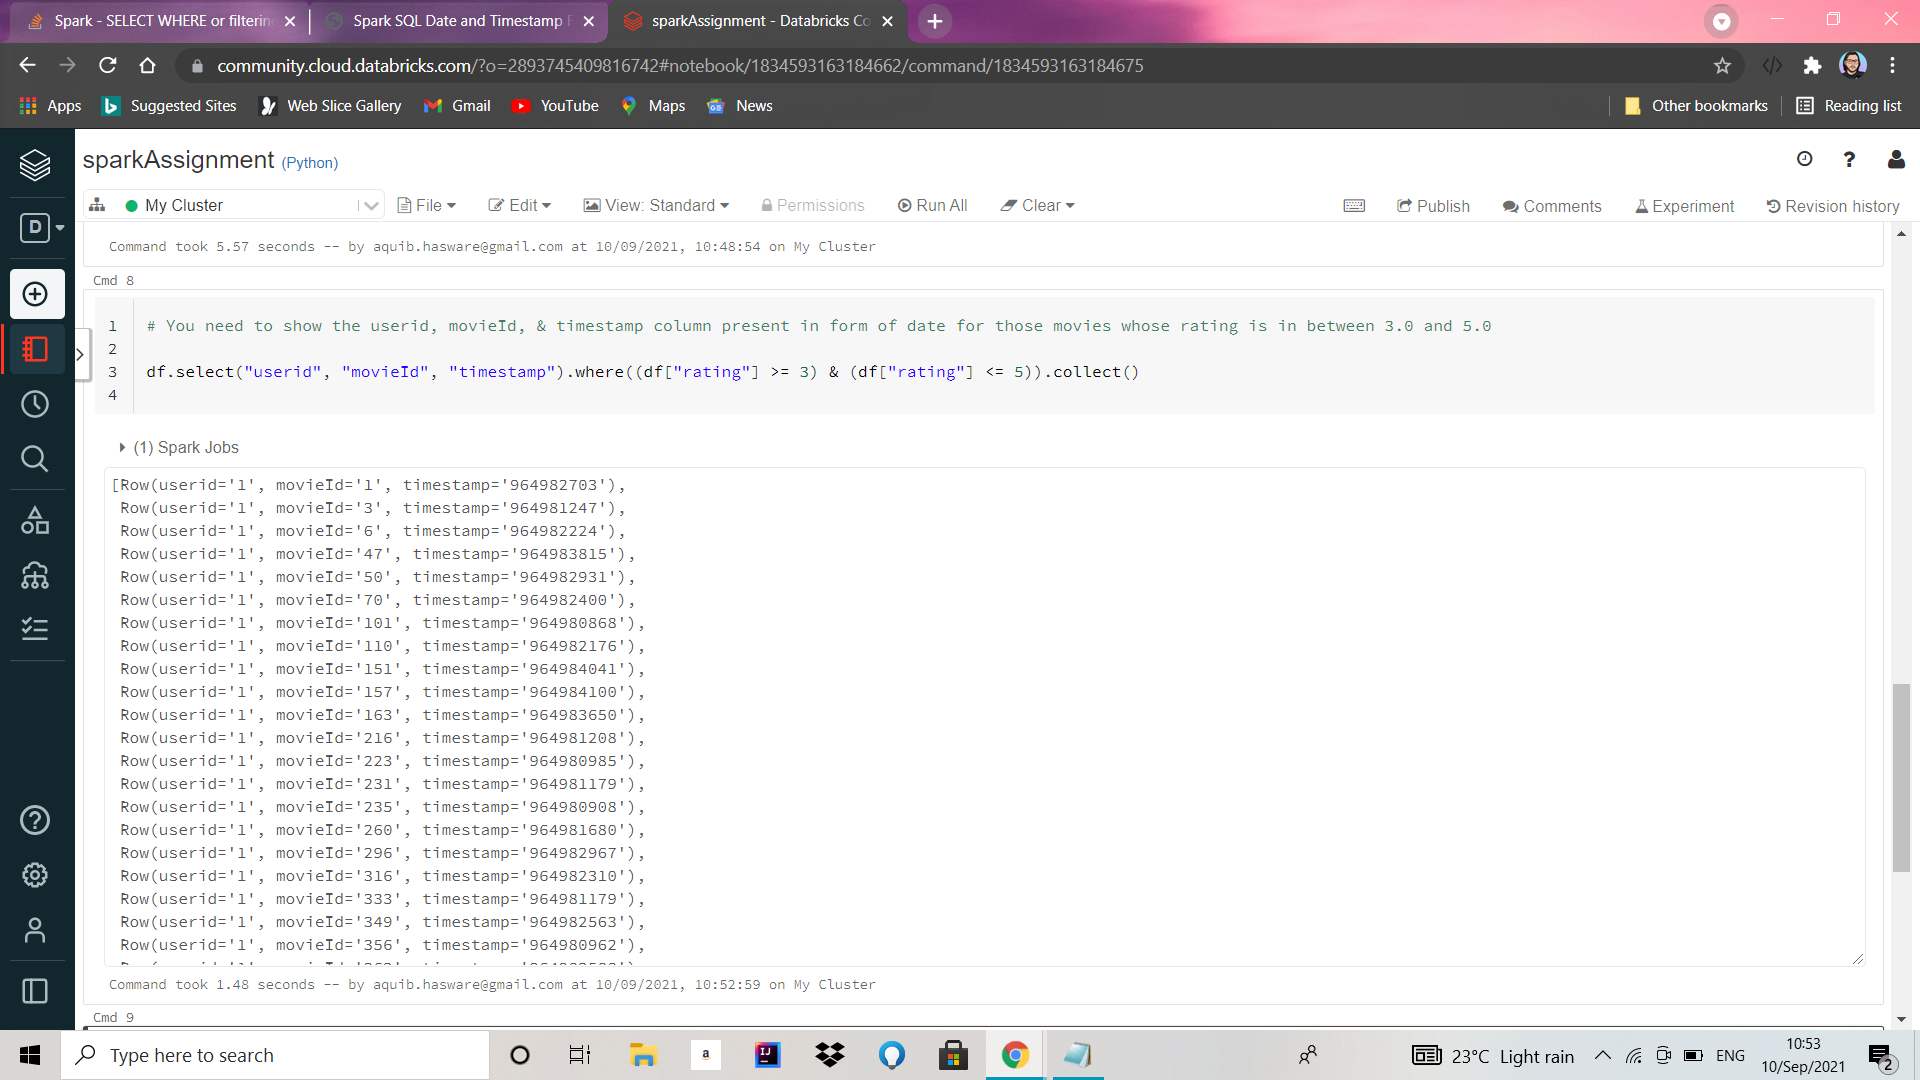 Spark - SELECT WHERE or filterin
Spark SQL Date and Timestamp F
sparkAssignment - Databricks Co
community.cloud.databricks.com/?o=2893745409816742#notebook/1834593163184662/command/1834593163184675
Apps
Suggested Sites
Web Slice Gallery
Gmail
YouTube
Maps
News
Other bookmarks
Reading list
sparkAssignment (Python)
D
My Cluster
File
Edit
View: Standard
Permissions
Run All
Clear
Publish
Comments
Experiment
Revision history
Command took 5.57 seconds -- by aquib.hasware@gmail.com at 10/09/2021, 10:48:54 on My Cluster
Cmd 8
1 # You need to show the userid, movieId, & timestamp column present in form of date for those movies whose rating is in between 3.0 and 5.0
2
3 df.select("userid", "movieId", "timestamp").where((df["rating"] >= 3) & (df["rating"] <= 5)).collect()
4
(1) Spark Jobs
[Row(userid='1', movieId='1', timestamp='964982703'),
Row(userid='1', movieId='3', timestamp='964981247'),
Row(userid='1', movieId='6', timestamp='964982224'),
Row(userid='1', movieId='47', timestamp='964983815'),
Row(userid='1', movieId='50', timestamp='964982931'),
Row(userid='1', movieId='70', timestamp='964982400'),
Row(userid='1', movieId='101', timestamp='964980868'),
Row(userid='1', movieId='110', timestamp='964982176'),
Row(userid='1', movieId='151', timestamp='964984041'),
Row(userid='1', movieId='157', timestamp='964984100'),
Row(userid='1', movieId='163', timestamp='964983650'),
Row(userid='1', movieId='216', timestamp='964981208'),
Row(userid='1', movieId='223', timestamp='964980985'),
Row(userid='1', movieId='231', timestamp='964981179'),
Row(userid='1', movieId='235', timestamp='964980908'),
Row(userid='1', movieId='260', timestamp='964981680'),
Row(userid='1', movieId='296', timestamp='964982967'),
Row(userid='1', movieId='316', timestamp='964982310'),
Row(userid='1', movieId='333', timestamp='964981179'),
Row(userid='1', movieId='349', timestamp='964982563'),
Row(userid='1', movieId='356', timestamp='964980962'),
Command took 1.48 seconds -- by aquib.hasware@gmail.com at 10/09/2021, 10:52:59 on My Cluster
Cmd 9
Type here to search
23°C Light rain
ENG
10:53
10/Sep/2021
2